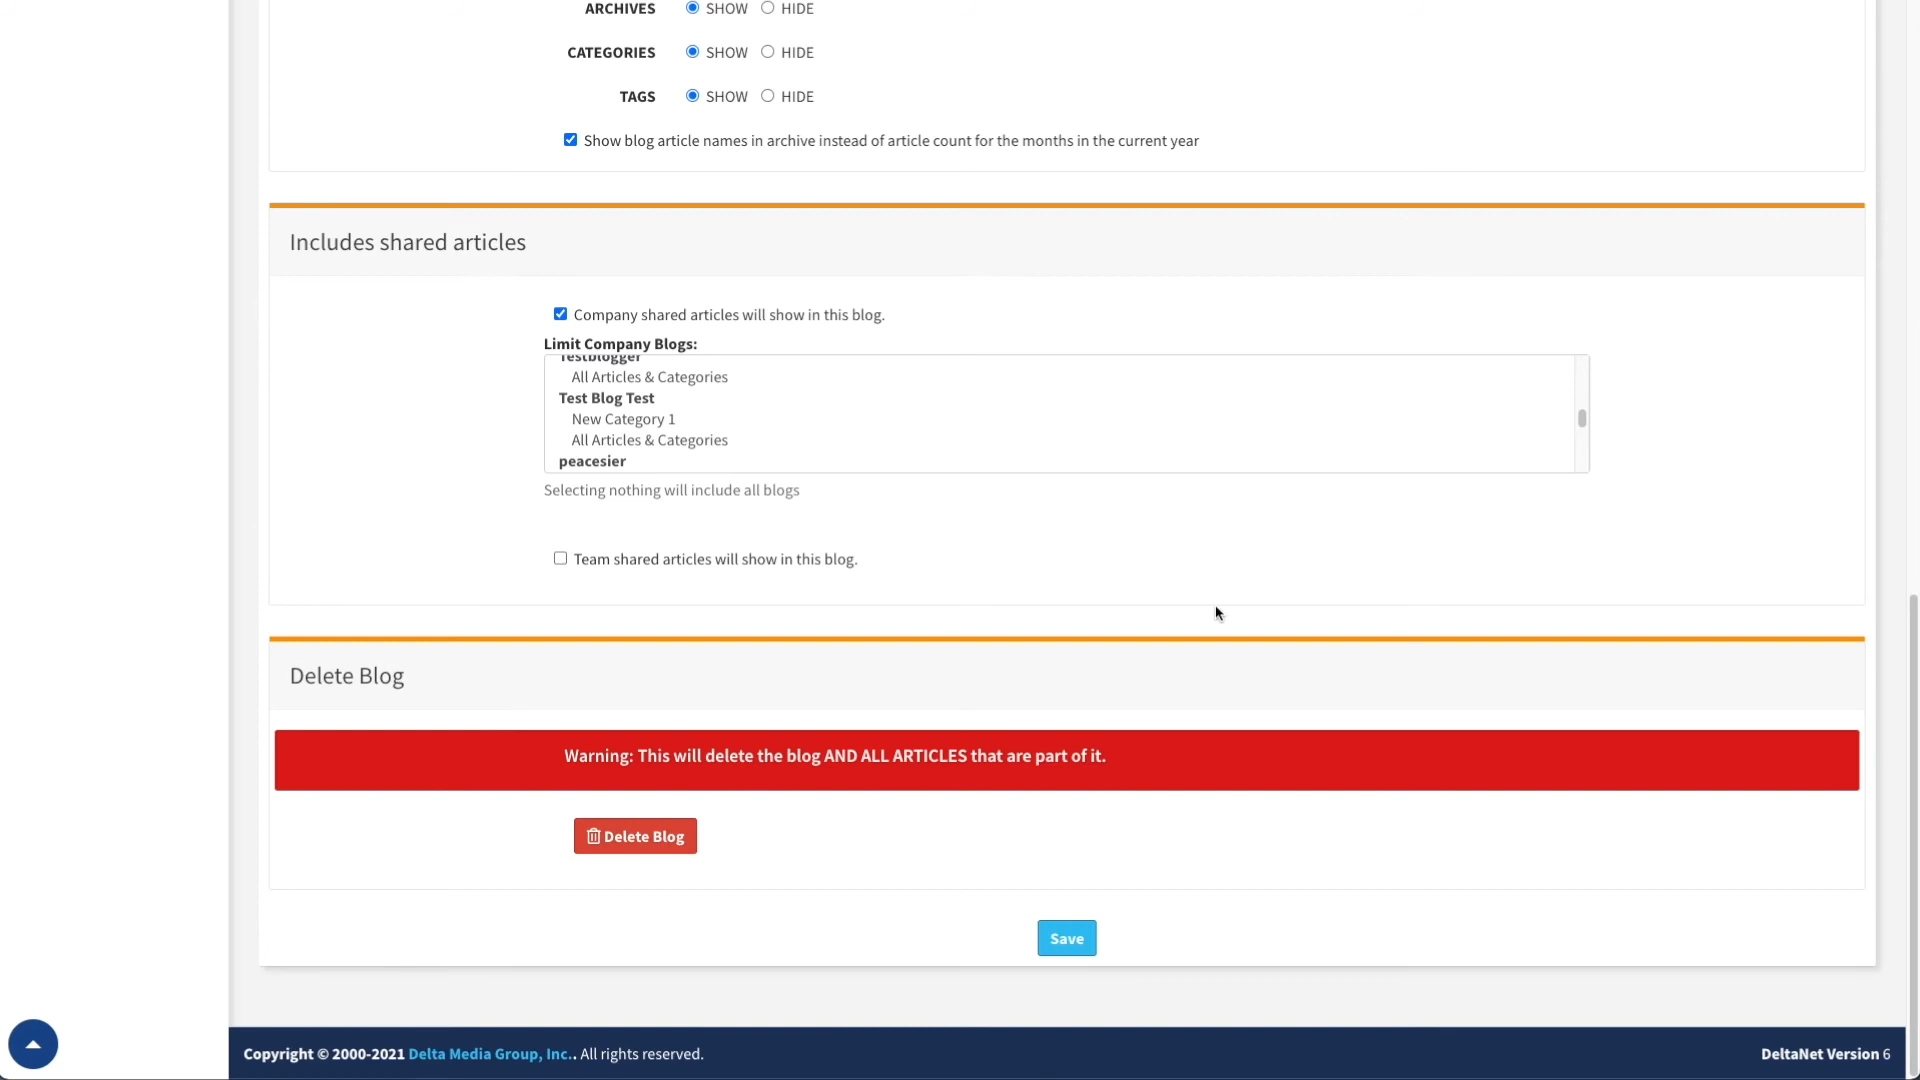 ARCHIVES SHOW HIDE
CATEGORIES SHOW HIDE
TAGS SHOW HIDE
Show blog article names in archive instead of article count for the months in the current year
Includes shared articles
Company shared articles will show in this blog.
Limit Company Blogs:
Testblogger
All Articles & Categories
Test Blog Test
New Category 1
All Articles & Categories
peacesier
Selecting nothing will include all blogs
Team shared articles will show in this blog.
Delete Blog
Warning: This will delete the blog AND ALL ARTICLES that are part of it.
Delete Blog
Save
Copyright © 2000-2021 Delta Media Group, Inc.. All rights reserved. DeltaNet Version 6